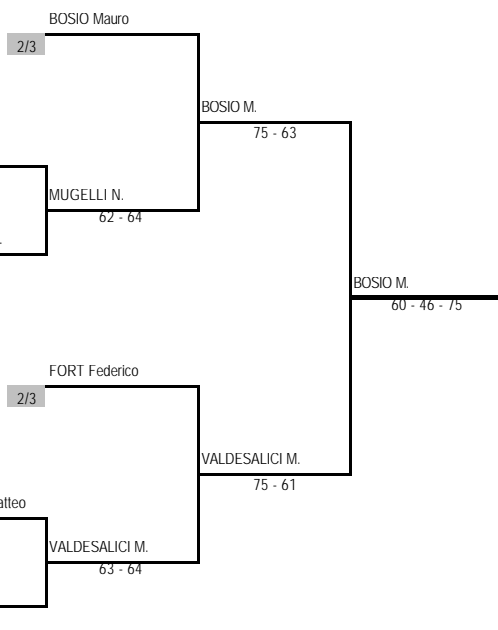 BOSIO Mauro
2/3
BOSIO M.
75 - 63
MUGELLI N.
62 - 64
BOSIO M.
60 - 46 - 75
FORT Federico
2/3
VALDESALICI M.
75 - 61
VALDESALICI M.
63 - 64